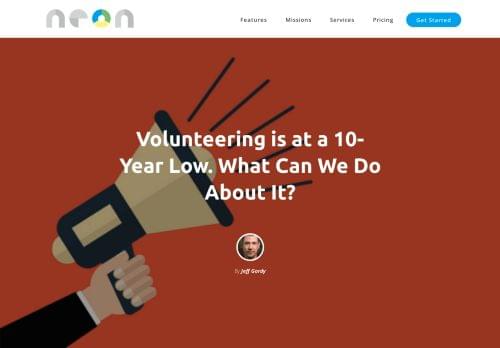 neon
Features
Missions
Services
Pricing
Get Started
Volunteering is at a 10-
Year Low. What Can We Do
About It?
By Jeff Gordy